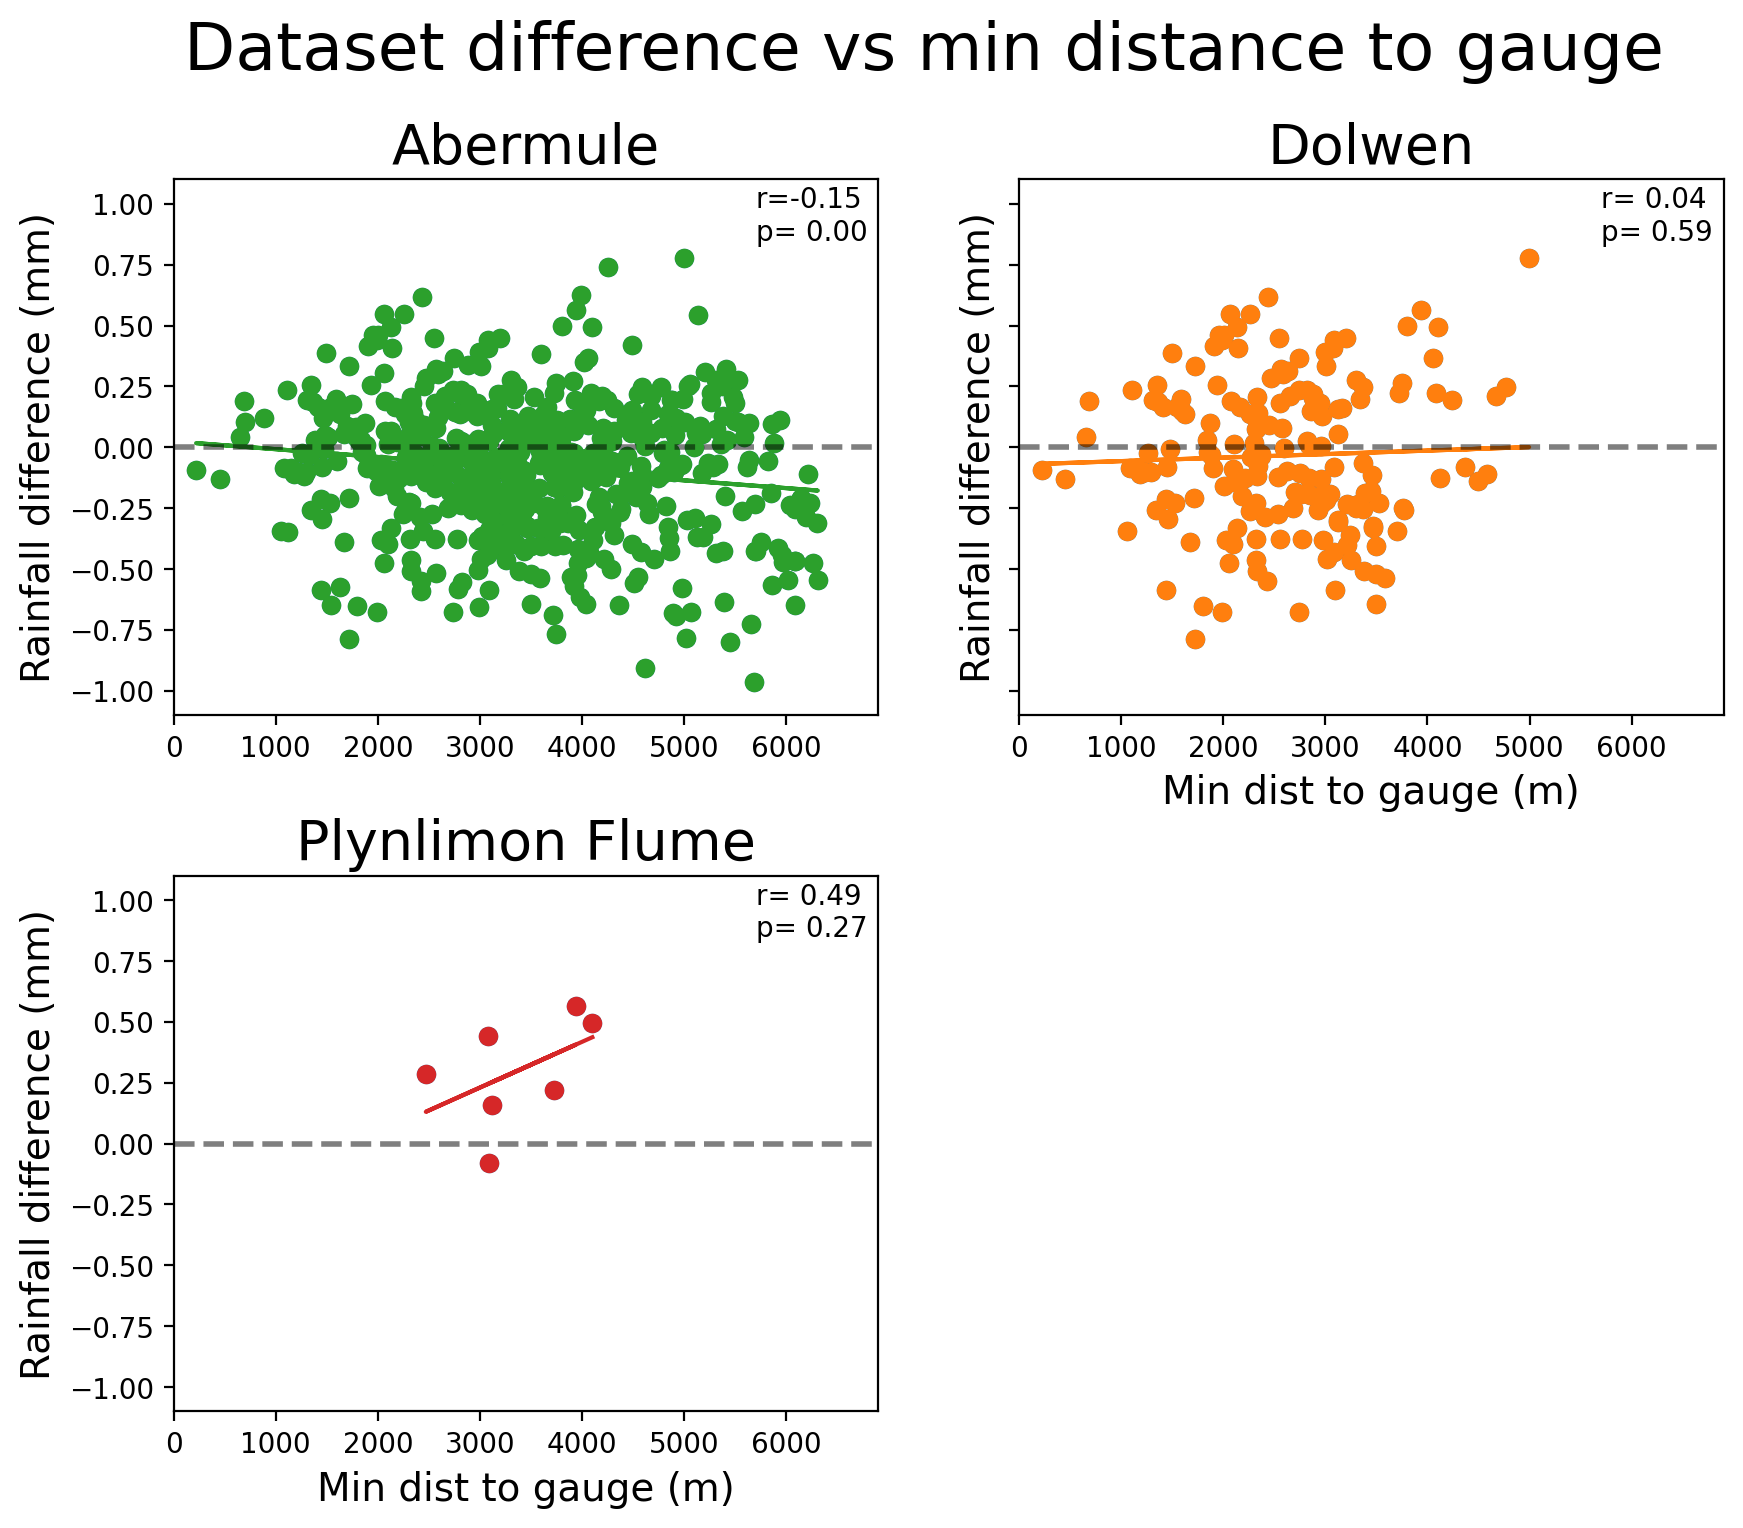 Dataset difference vs min distance to gauge
Abermule
r=-0.15
p= 0.00
Rainfall difference (mm)
1.00
0.75
0.50
0.25
0.00
−0.25
−0.50
−0.75
−1.00
0 1000 2000 3000 4000 5000 6000
Dolwen
r= 0.04
p= 0.59
Rainfall difference (mm)
0 1000 2000 3000 4000 5000 6000
Min dist to gauge (m)
Plynlimon Flume
r= 0.49
p= 0.27
Rainfall difference (mm)
1.00
0.75
0.50
0.25
0.00
−0.25
−0.50
−0.75
−1.00
0 1000 2000 3000 4000 5000 6000
Min dist to gauge (m)